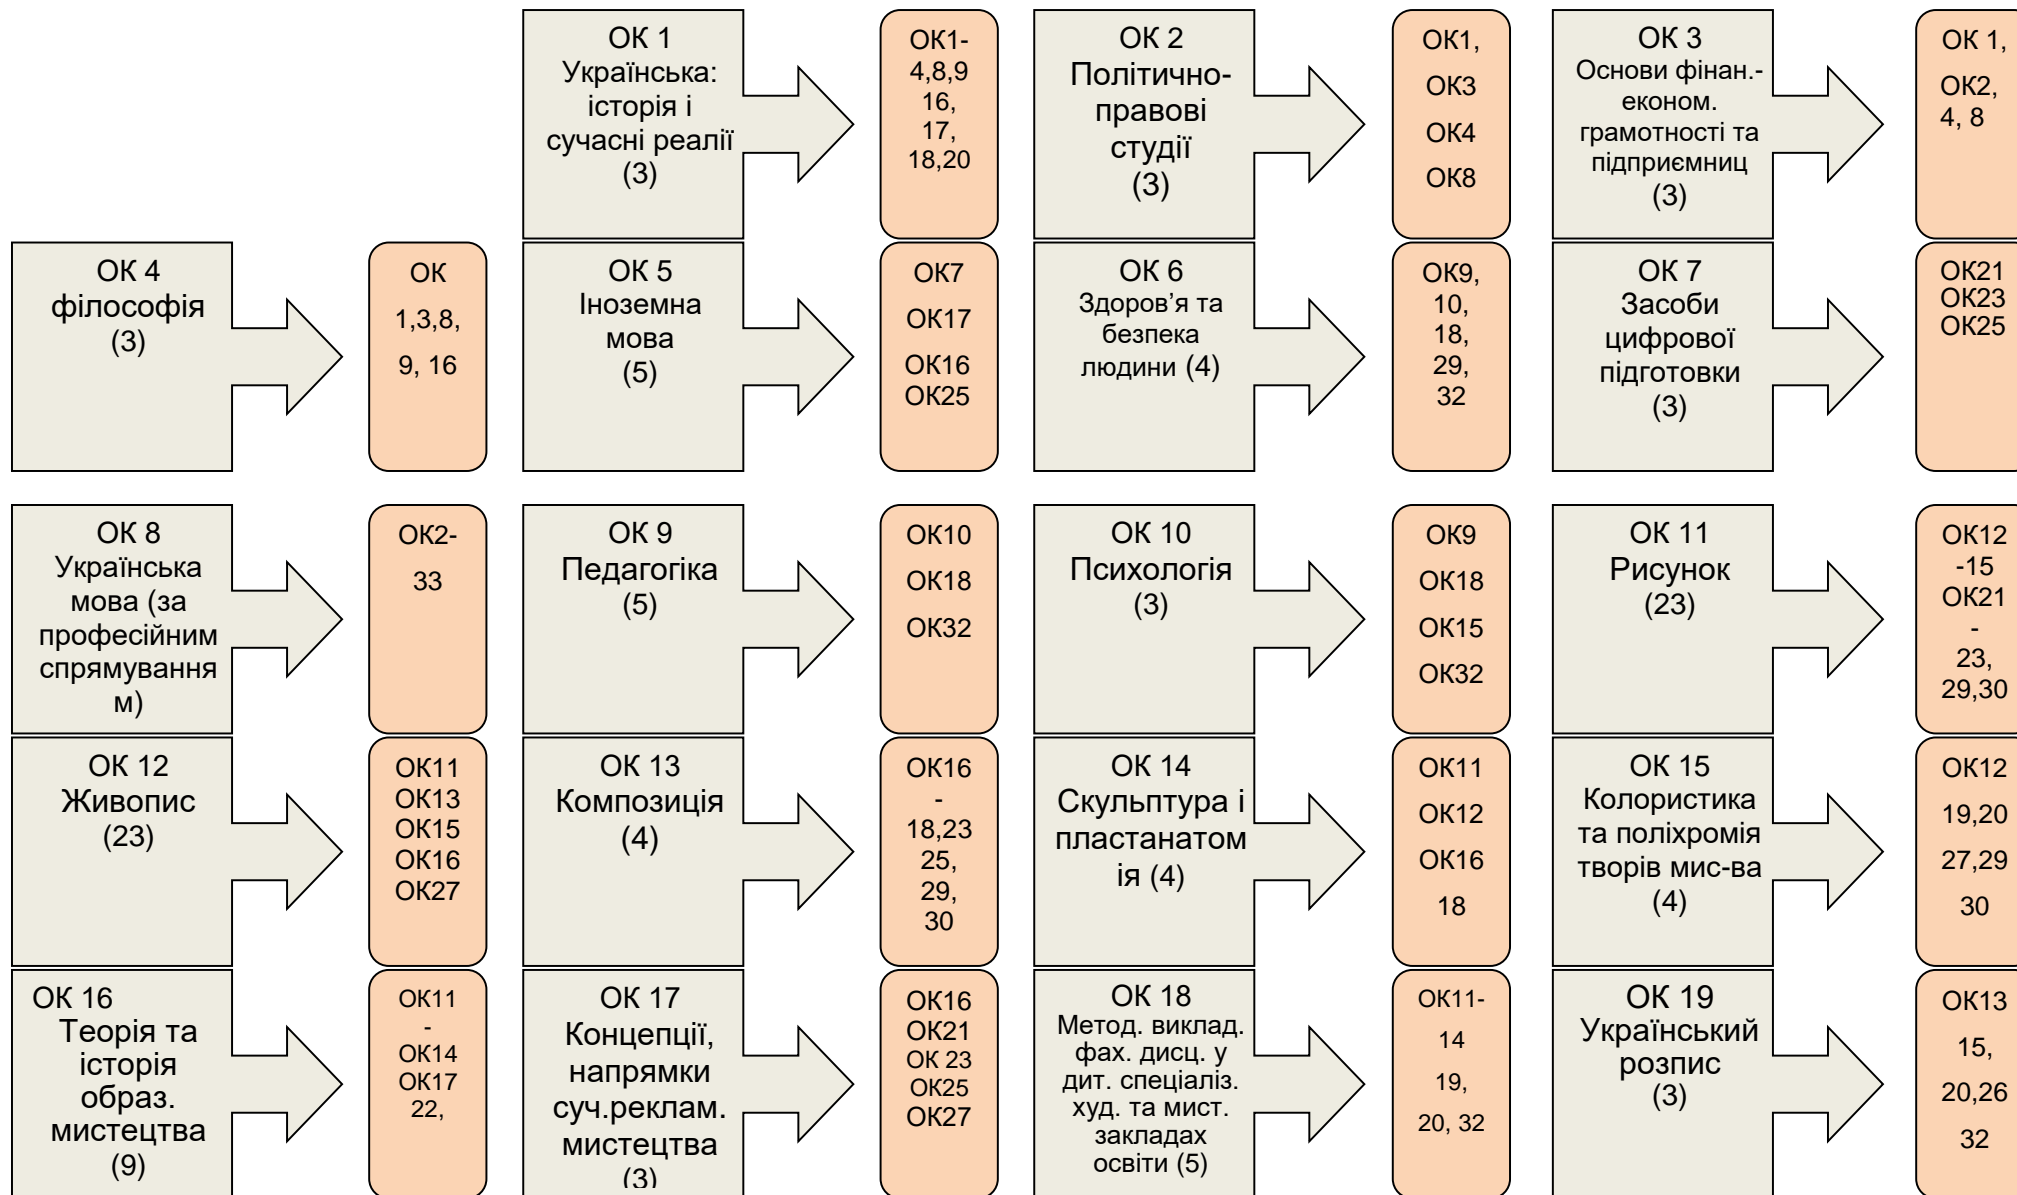 ОК 1
Українська:
історія і
сучасні реалії
(3)
ОК1-
4,8,9
16,
17,
18,20
ОК 2
Політично-
правові
студії
(3)
ОК1,
ОК3
ОК4
ОК8
ОК 3
Основи фінан.-
економ.
грамотності та
підприємниц
(3)
ОК 1,
ОК2,
4, 8
ОК 4
філософія
(3)
ОК
1,3,8,
9, 16
ОК 5
Іноземна
мова
(5)
ОК7
ОК17
ОК16
ОК25
ОК 6
Здоров’я та
безпека
людини (4)
ОК9,
10,
18,
29,
32
ОК 7
Засоби
цифрової
підготовки
(3)
ОК21
ОК23
ОК25
ОК 8
Українська
мова (за
професійним
спрямування
м)
ОК2-
33
ОК 9
Педагогіка
(5)
ОК10
ОК18
ОК32
ОК 10
Психологія
(3)
ОК9
ОК18
ОК15
ОК32
ОК 11
Рисунок
(23)
ОК12
-15
ОК21
-
23,
29,30
ОК 12
Живопис
(23)
ОК11
ОК13
ОК15
ОК16
ОК27
ОК 13
Композиція
(4)
ОК16
-
18,23
25,
29,
30
ОК 14
Скульптура і
пластанатом
ія (4)
ОК11
ОК12
ОК16
18
ОК 15
Колористика
та поліхромія
творів мис-ва
(4)
ОК12
19,20
27,29
30
ОК 16
Теорія та
історія
образ.
мистецтва
(9)
ОК11
-
ОК14
ОК17
22,
ОК 17
Концепції,
напрямки
суч.реклам.
мистецтва
(3)
ОК16
ОК21
ОК 23
ОК25
ОК27
ОК 18
Метод. виклад.
фах. дисц. у
дит. спеціаліз.
худ. та мист.
закладах
освіти (5)
ОК11-
14
19,
20, 32
ОК 19
Український
розпис
(3)
ОК13
15,
20,26
32